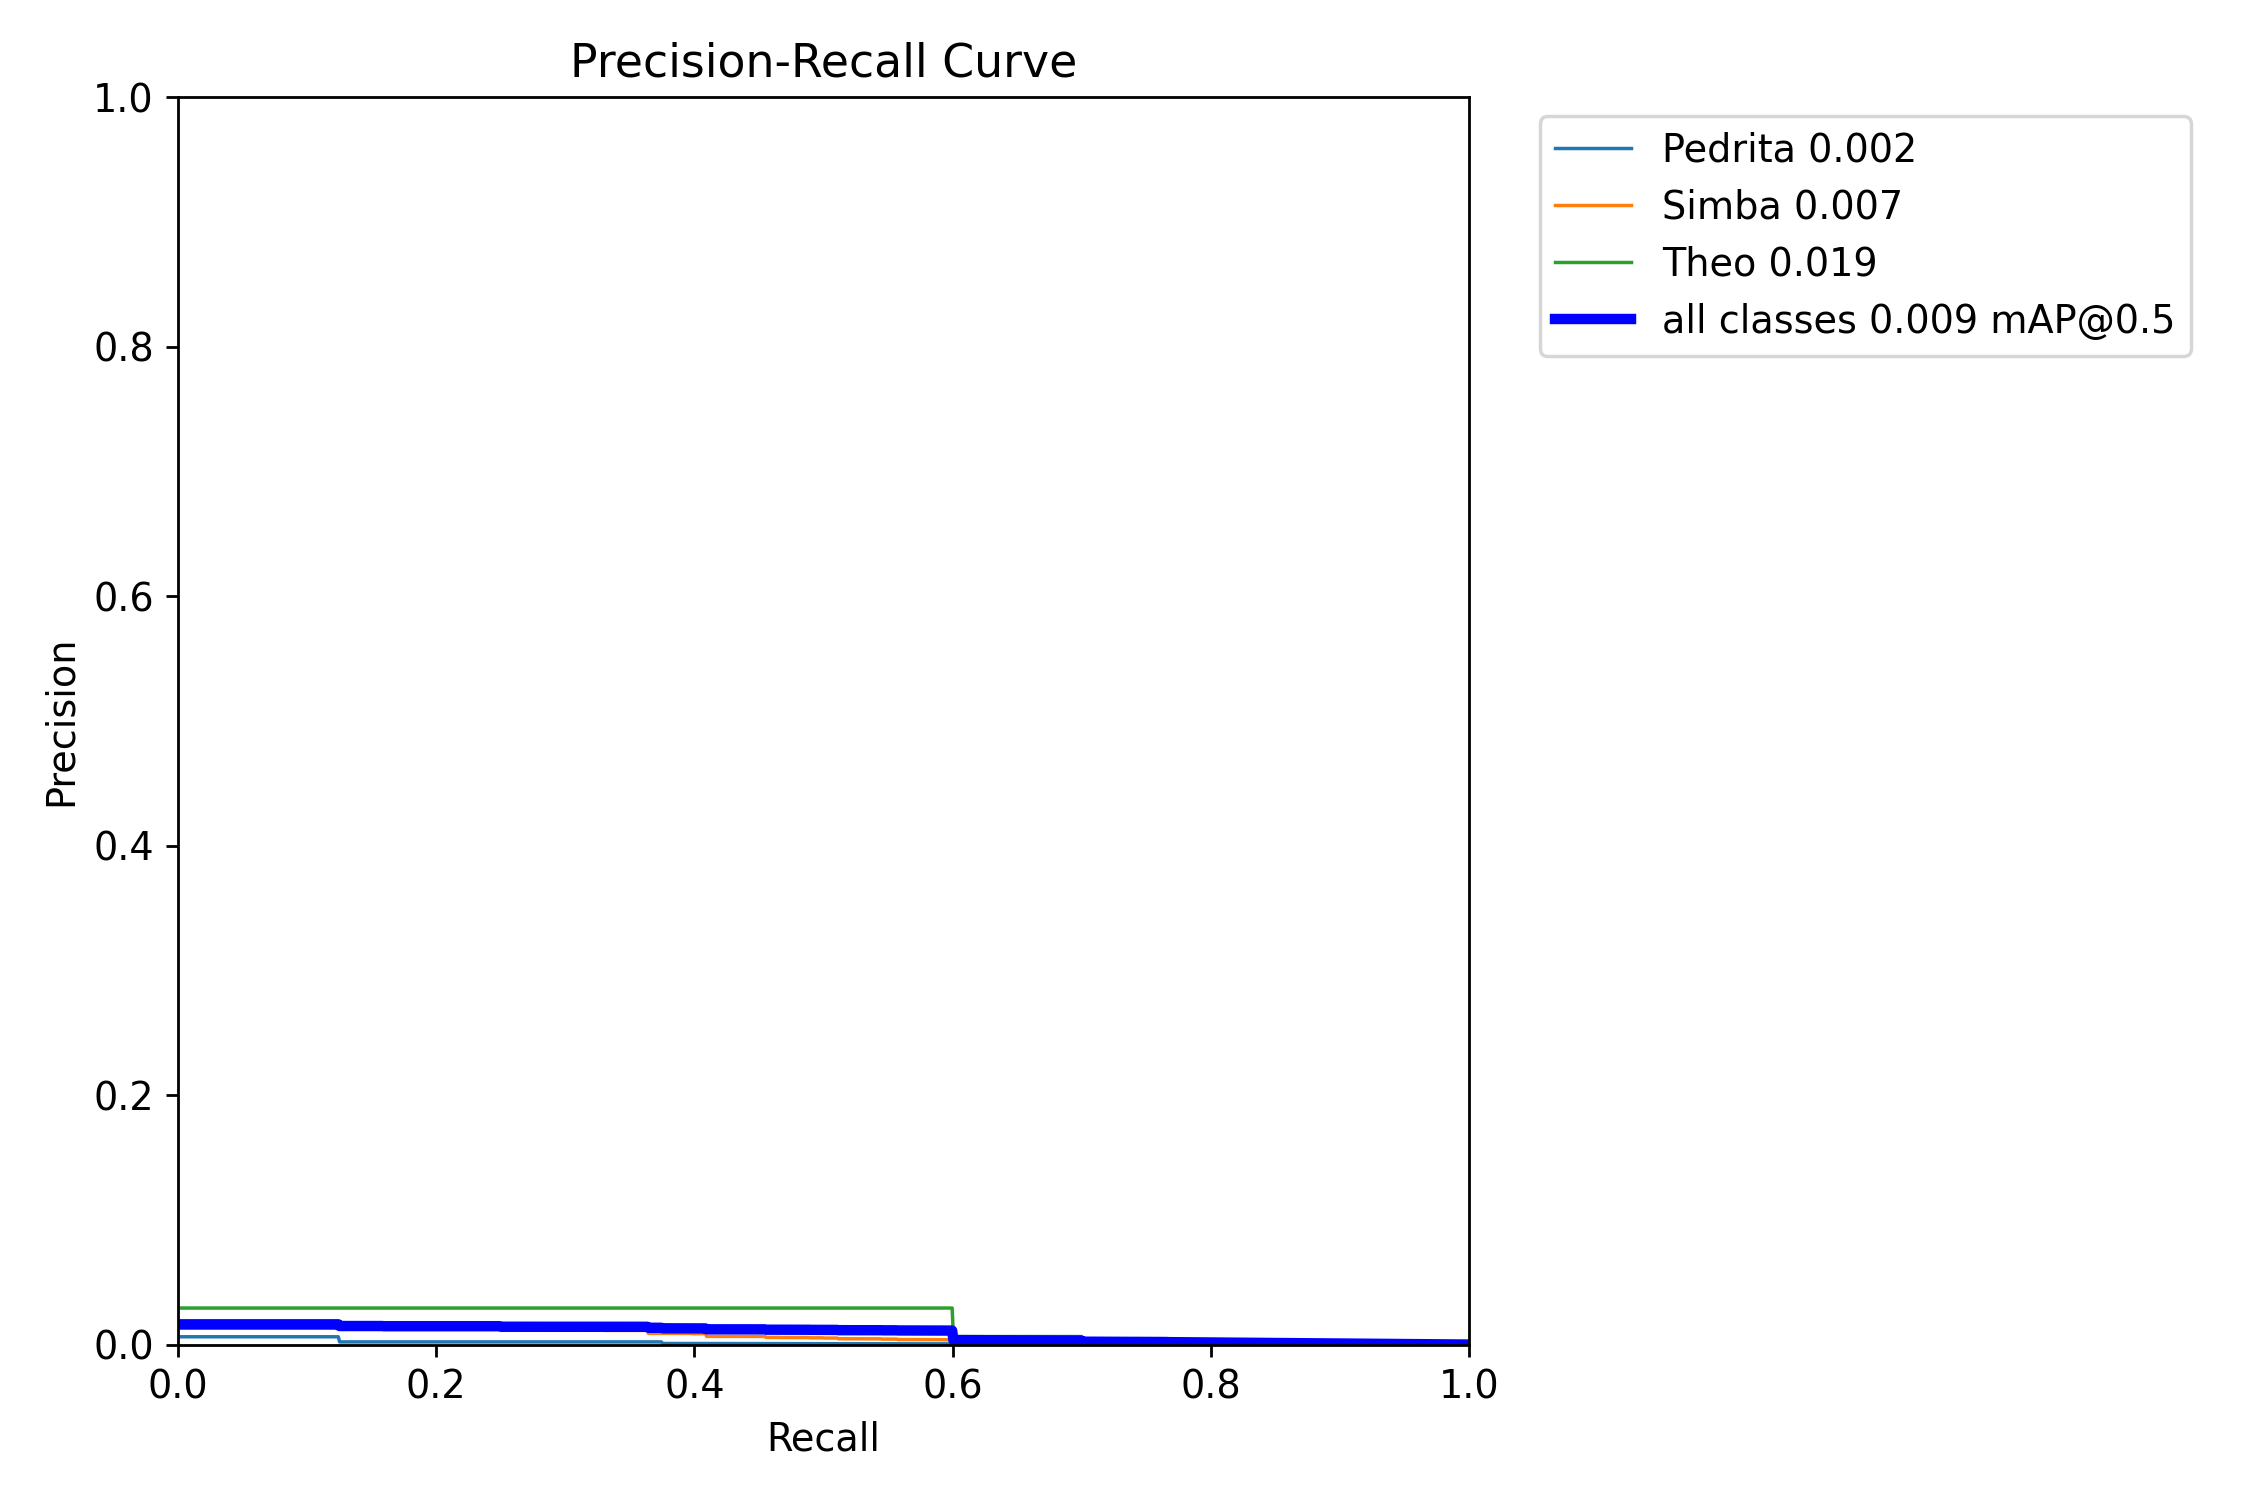 Precision-Recall Curve
Pedrita 0.002
Simba 0.007
Theo 0.019
all classes 0.009 mAP@0.5
Precision
1.0
0.8
0.6
0.4
0.2
0.0
0.0 0.2 0.4 0.6 0.8 1.0
Recall